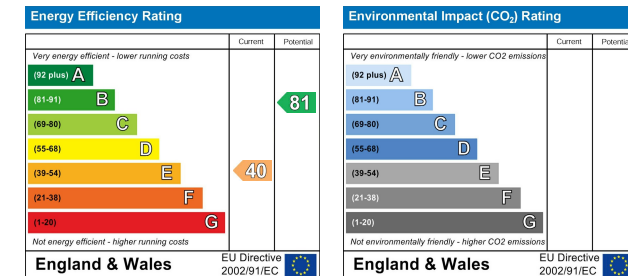 Energy Efficiency Rating
Current Potential
Very energy efficient - lower running costs
(92 plus) A
(81-91) B
81
(69-80) C
(55-68) D
(39-54) E
40
(21-38) F
(1-20) G
Not energy efficient - higher running costs
England & Wales
EU Directive
2002/91/EC
Environmental Impact (CO₂) Rating
Current Potentia
Very environmentally friendly - lower CO2 emissions
(92 plus) A
(81-91) B
(69-80) C
(55-68) D
(39-54) E
(21-38) F
(1-20) G
Not environmentally friendly - higher CO2 emissions
England & Wales
EU Directive
2002/91/EC